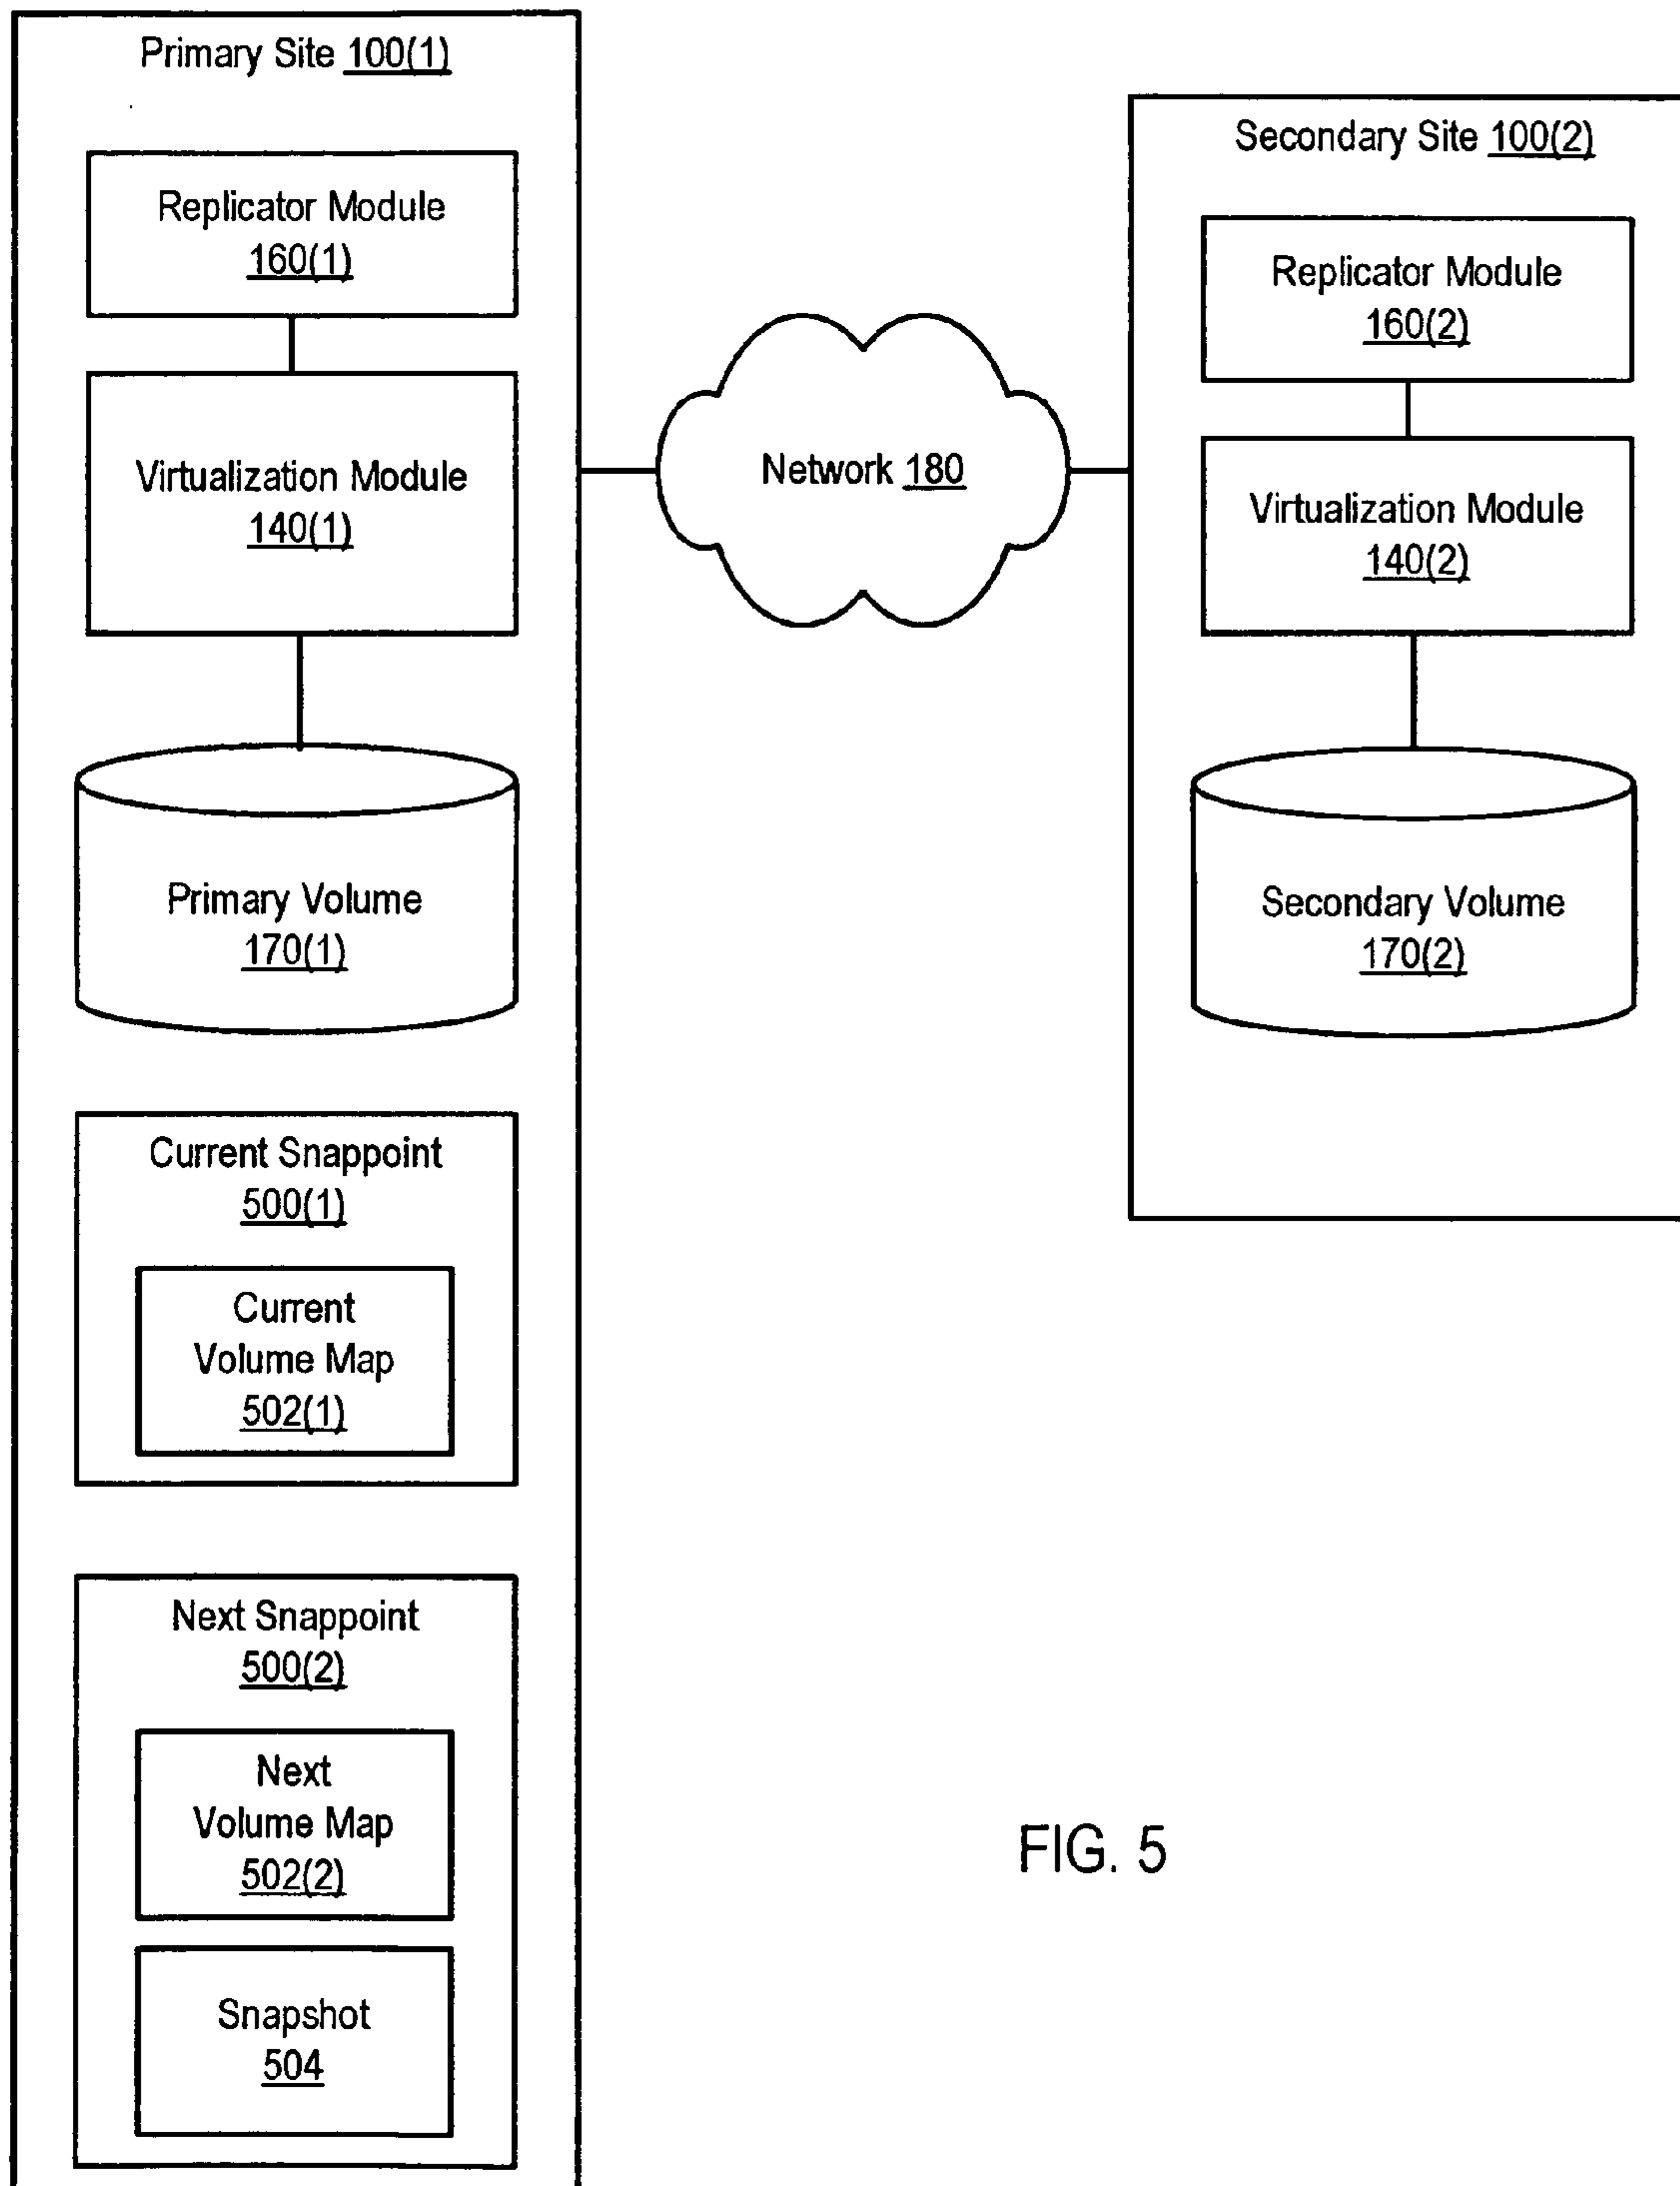 Primary Site 100(1)
Replicator Module
160(1)
Virtualization Module
140(1)
Primary Volume
170(1)
Current Snappoint
500(1)
Current
Volume Map
502(1)
Next Snappoint
500(2)
Next
Volume Map
502(2)
Snapshot
504
Network 180
Secondary Site 100(2)
Replicator Module
160(2)
Virtualization Module
140(2)
Secondary Volume
170(2)
FIG. 5